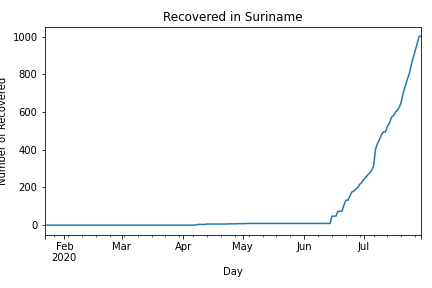 Recovered in Suriname
Number of Recovered
1000
800
600
400
200
0
Feb
2020
Mar
Apr
May
Jun
Jul
Day